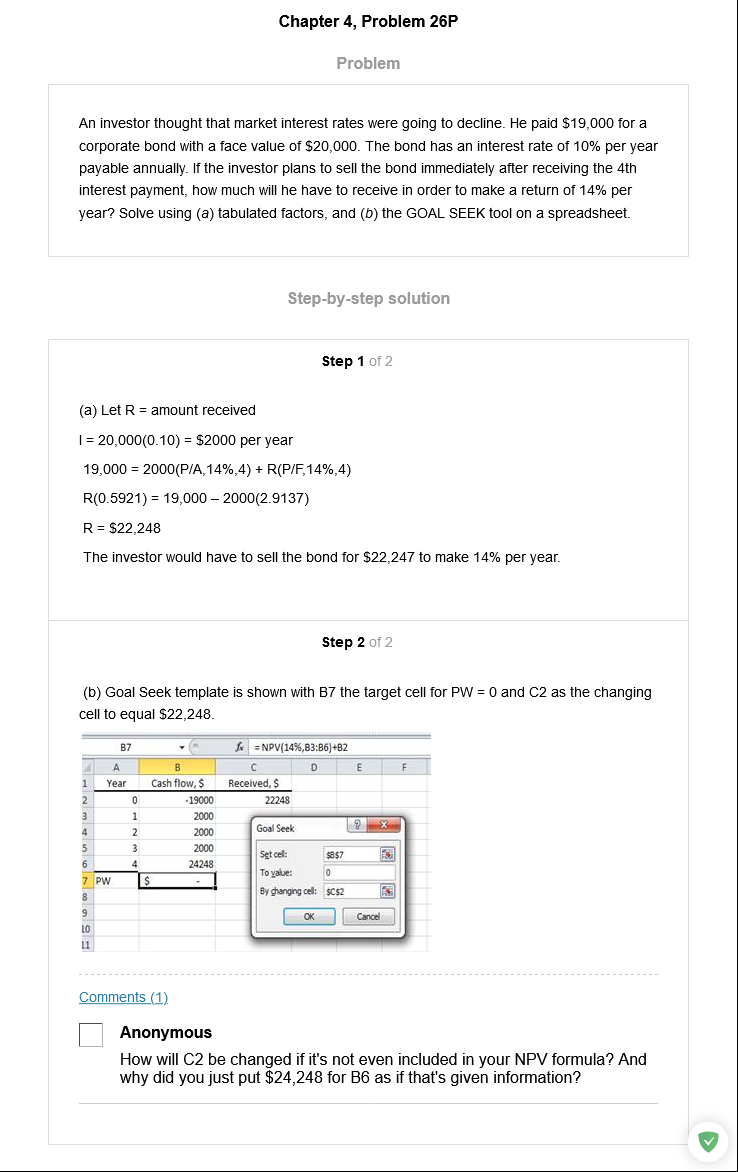 Chapter 4, Problem 26P
Problem
An investor thought that market interest rates were going to decline. He paid $19,000 for a
corporate bond with a face value of $20,000. The bond has an interest rate of 10% per year
payable annually. If the investor plans to sell the bond immediately after receiving the 4th
interest payment, how much will he have to receive in order to make a return of 14% per
year? Solve using (a) tabulated factors, and (b) the GOAL SEEK tool on a spreadsheet.
Step-by-step solution
Step 1 of 2
(a) Let R = amount received
I = 20,000(0.10) = $2000 per year
19,000 = 2000(P/A,14%,4) + R(P/F,14%,4)
R(0.5921) = 19,000 – 2000(2.9137)
R = $22,248
The investor would have to sell the bond for $22,247 to make 14% per year.
Step 2 of 2
(b) Goal Seek template is shown with B7 the target cell for PW = 0 and C2 as the changing
cell to equal $22,248.
B7 fx =NPV(14%,B3:B6)+B2
A B C D E F
1 Year Cash flow, $ Received, $
2 0 -19000 22248
3 1 2000
4 2 2000
5 3 2000
6 4 24248
7 PW $ -
8
9
10
11
Goal Seek ? X
Set cell: $B$7
To value: 0
By changing cell: $C$2
OK Cancel
Comments (1)
Anonymous
How will C2 be changed if it's not even included in your NPV formula? And
why did you just put $24,248 for B6 as if that's given information?